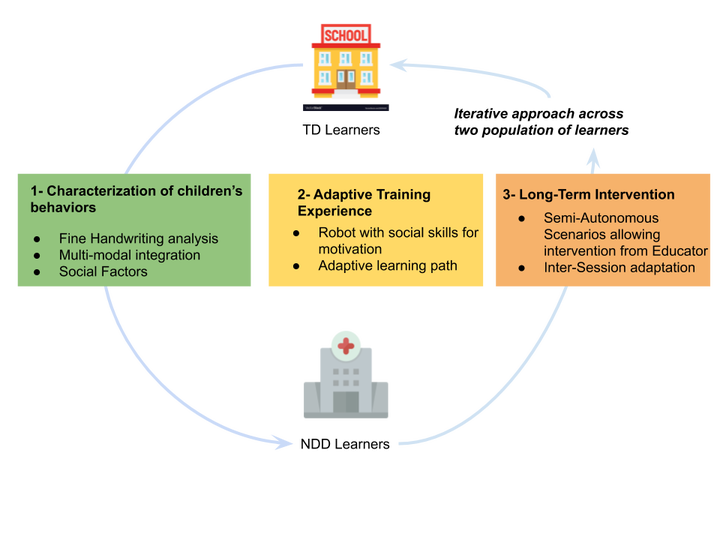 SCHOOL
TD Learners
Iterative approach across
two population of learners
1- Characterization of children's
behaviors
● Fine Handwriting analysis
● Multi-modal integration
● Social Factors
2- Adaptive Training
Experience
● Robot with social skills for
motivation
● Adaptive learning path
3- Long-Term Intervention
● Semi-Autonomous
Scenarios allowing
intervention from Educator
● Inter-Session adaptation
NDD Learners